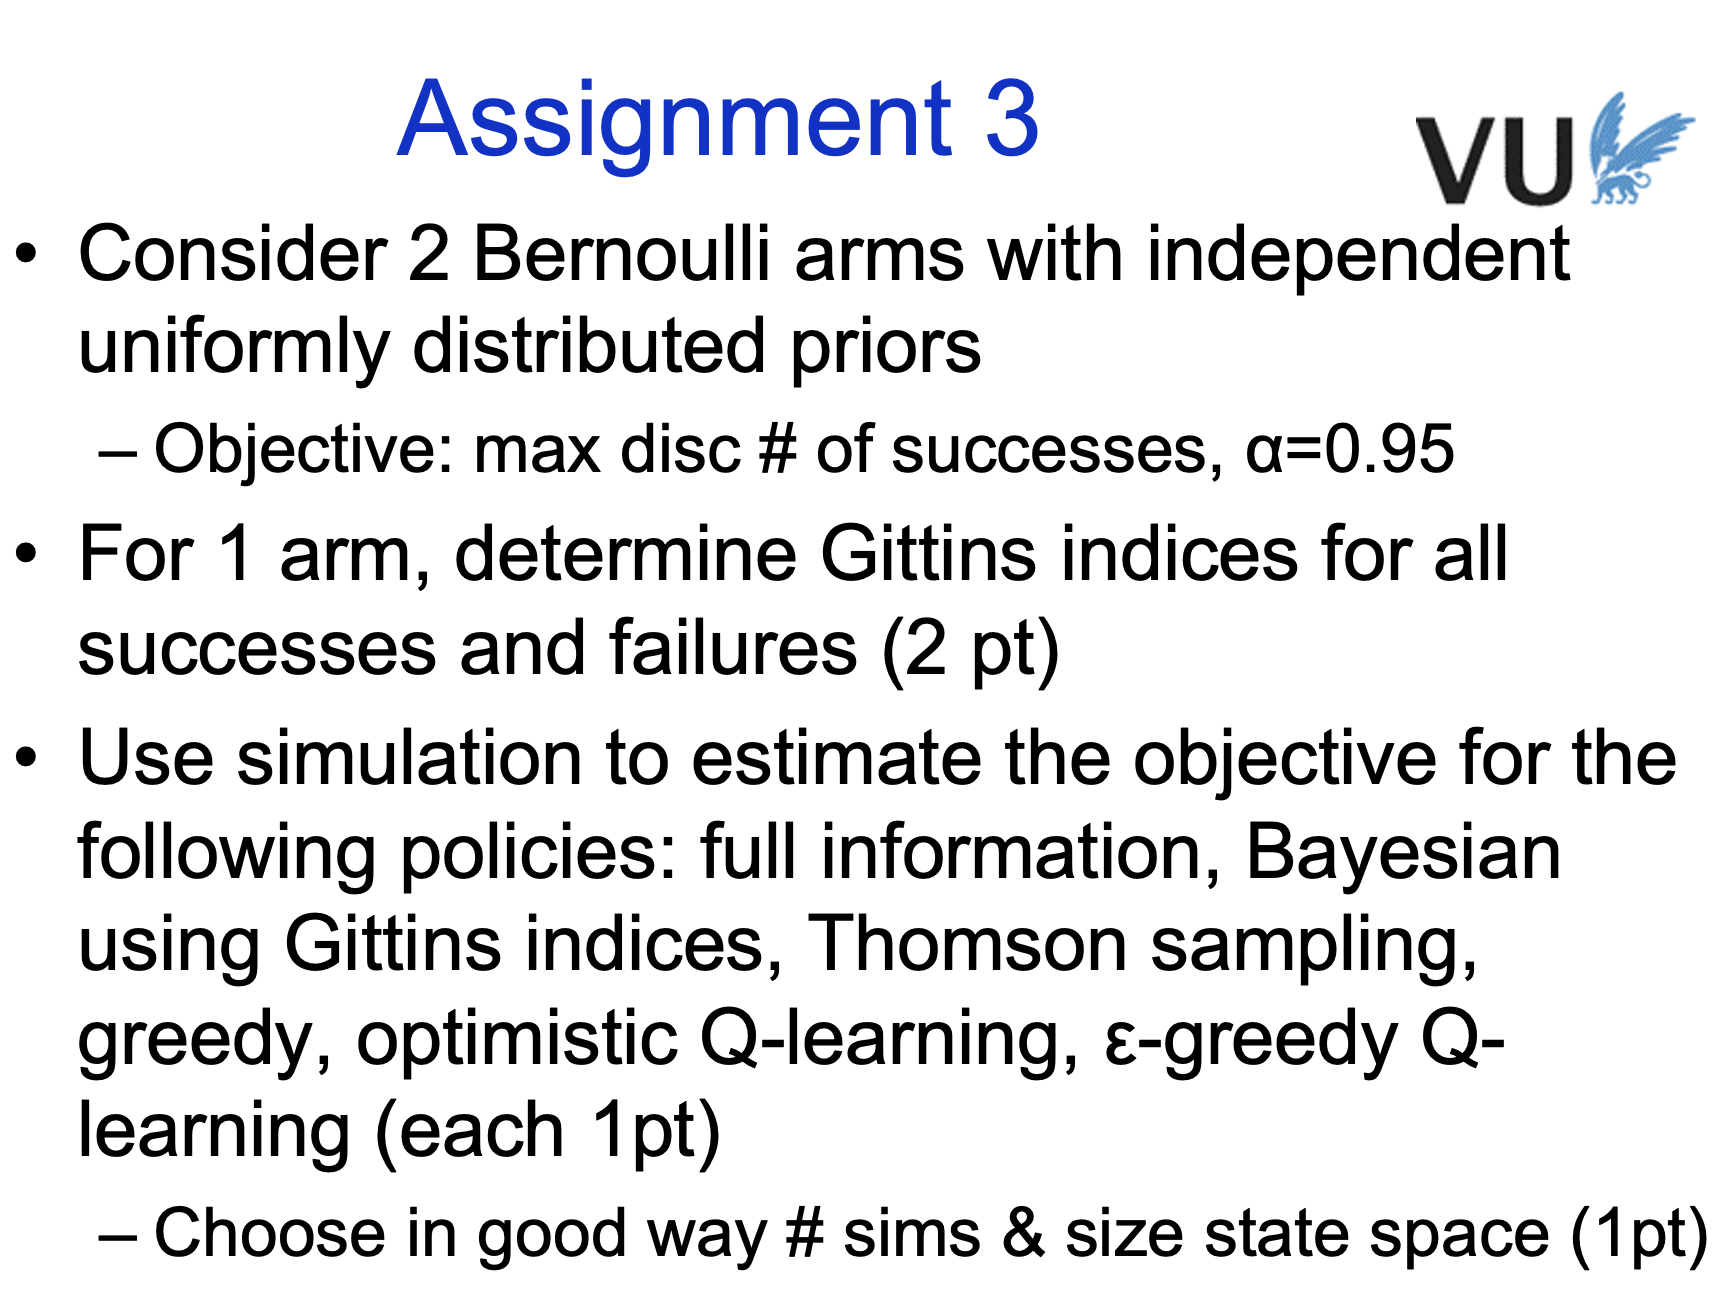 Assignment 3
VU
• Consider 2 Bernoulli arms with independent
uniformly distributed priors
– Objective: max disc # of successes, α=0.95
• For 1 arm, determine Gittins indices for all
successes and failures (2 pt)
• Use simulation to estimate the objective for the
following policies: full information, Bayesian
using Gittins indices, Thomson sampling,
greedy, optimistic Q-learning, ε-greedy Q-
learning (each 1pt)
– Choose in good way # sims & size state space (1pt)